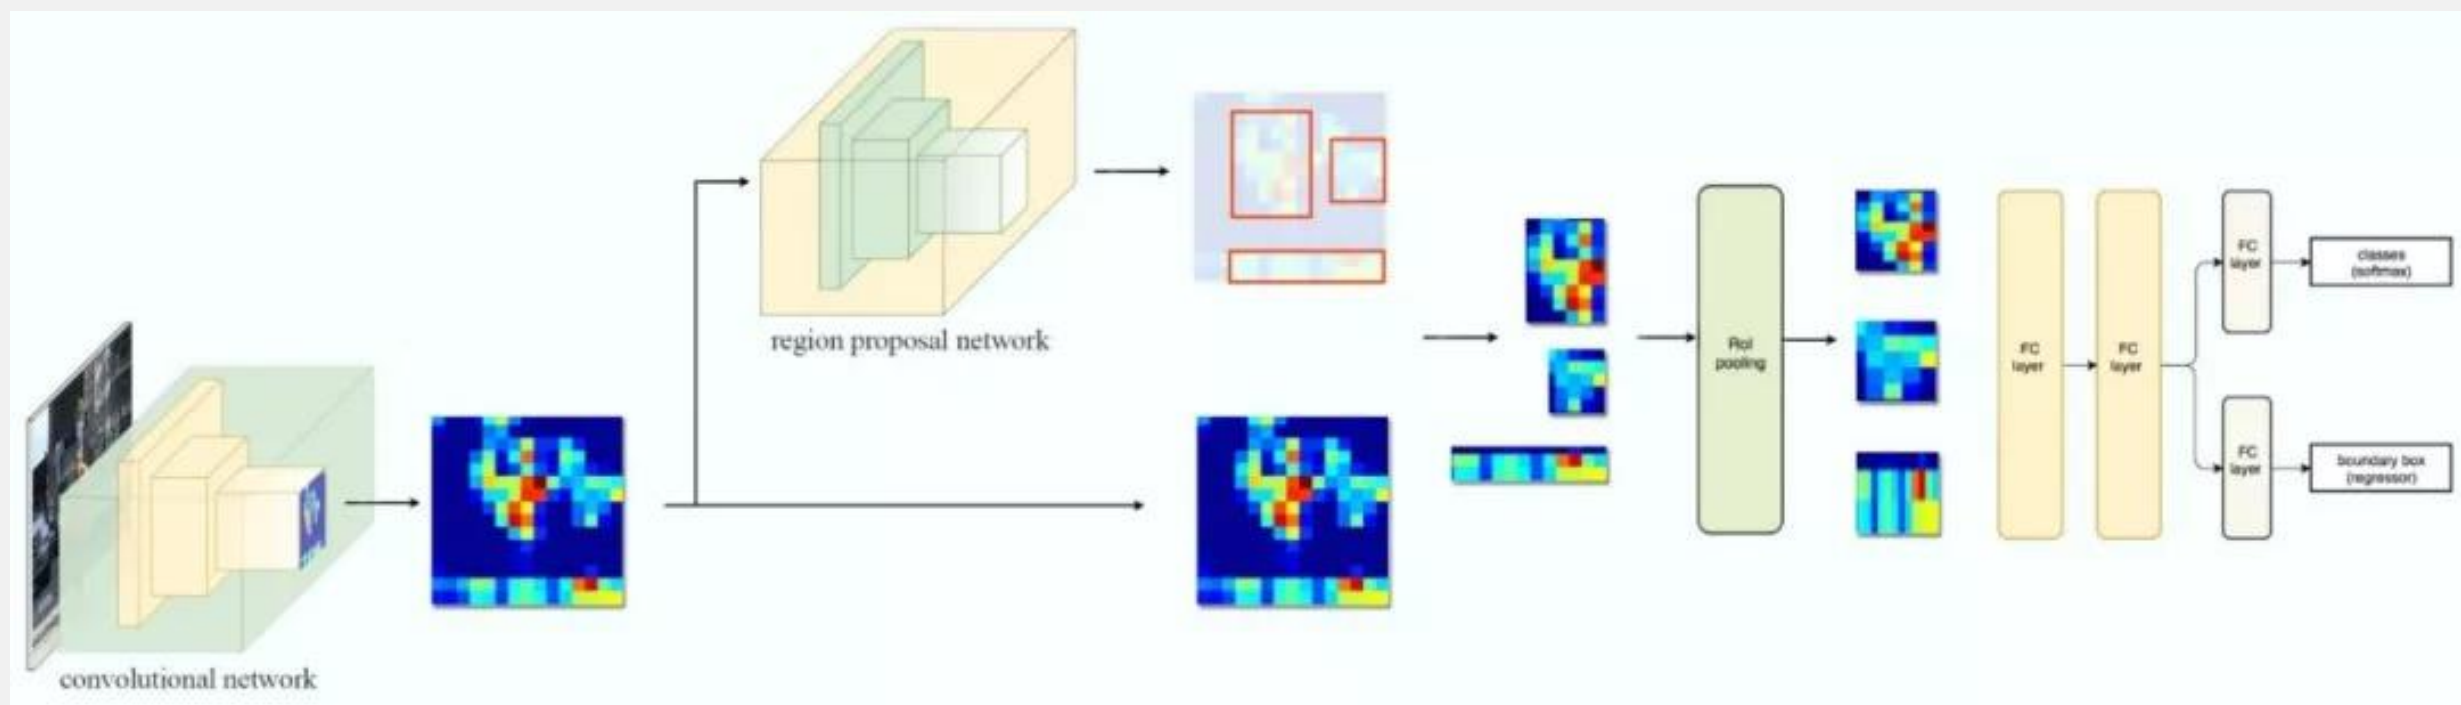 convolutional network
region proposal network
RoI
pooling
FC
layer
FC
layer
FC
layer
classes
(softmax)
FC
layer
boundary box
(regressor)